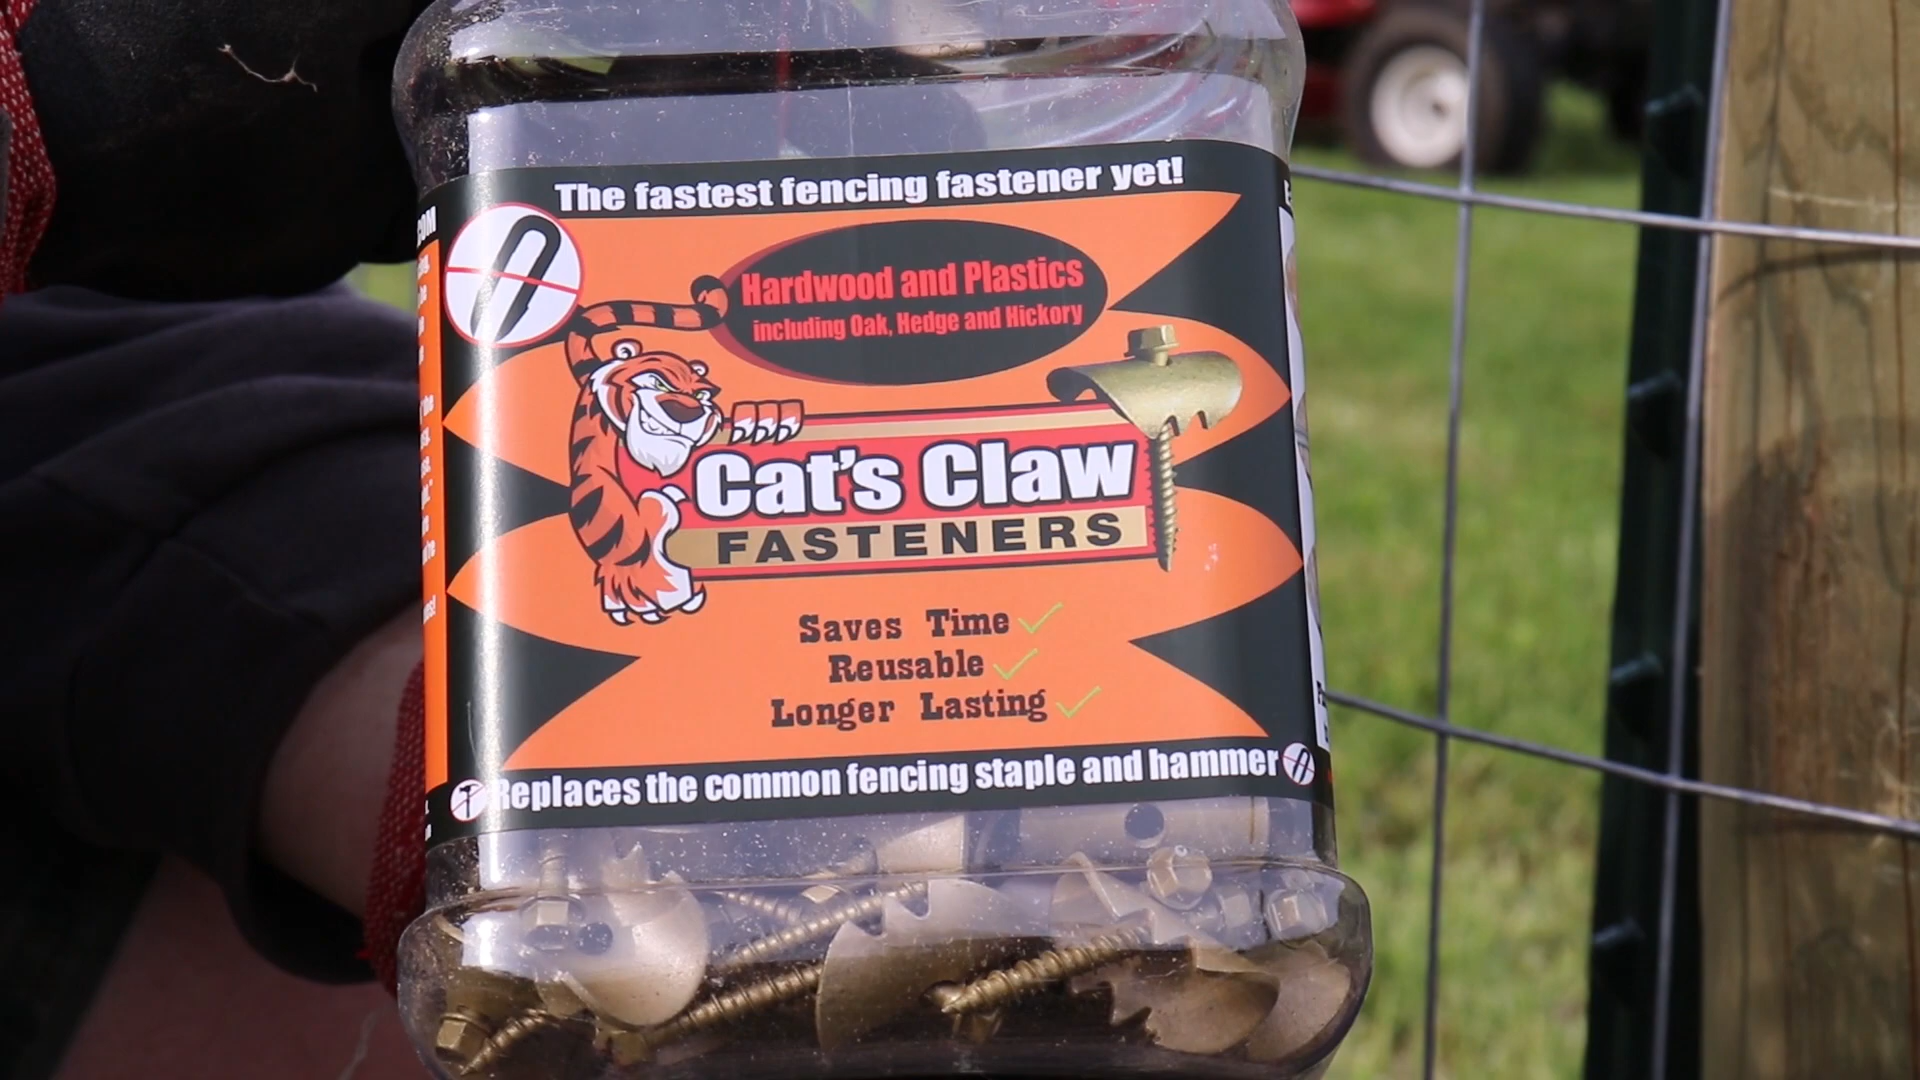 The fastest fencing fastener yet!
Hardwood and Plastics
including Oak, Hedge and Hickory
Cat's Claw
FASTENERS
Saves Time
Reusable
Longer Lasting
Replaces the common fencing staple and hammer